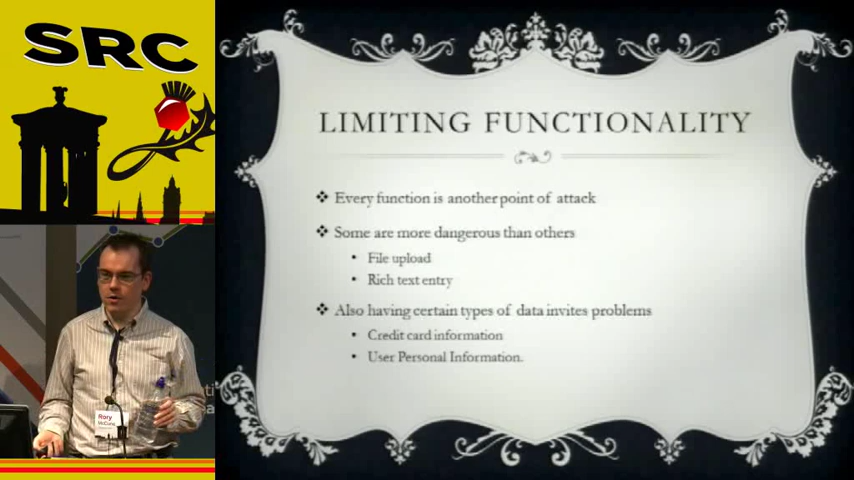 SRC
LIMITING FUNCTIONALITY
Every function is another point of attack
Some are more dangerous than others
File upload
Rich text entry
Also having certain types of data invites problems
Credit card information
User Personal Information.
Rory
McCune